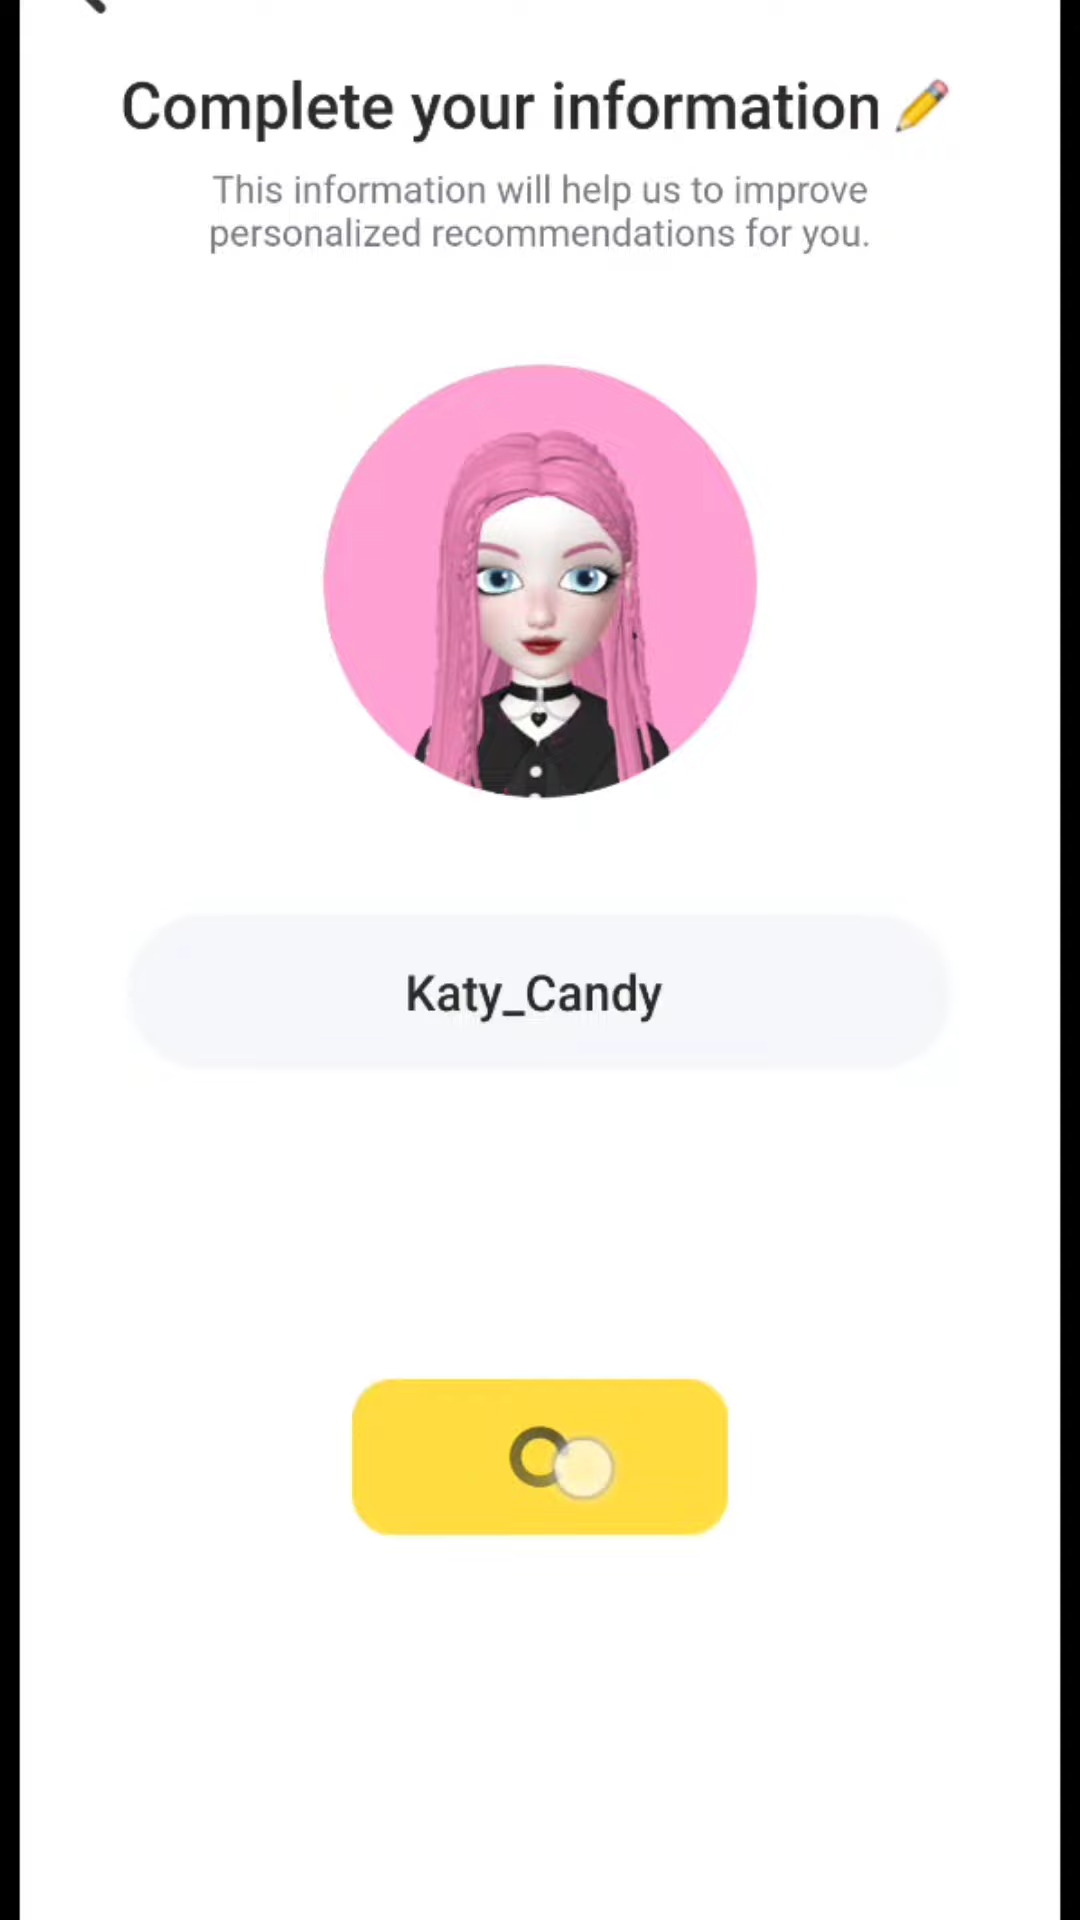 Complete your information
This information will help us to improve
personalized recommendations for you.
Katy_Candy